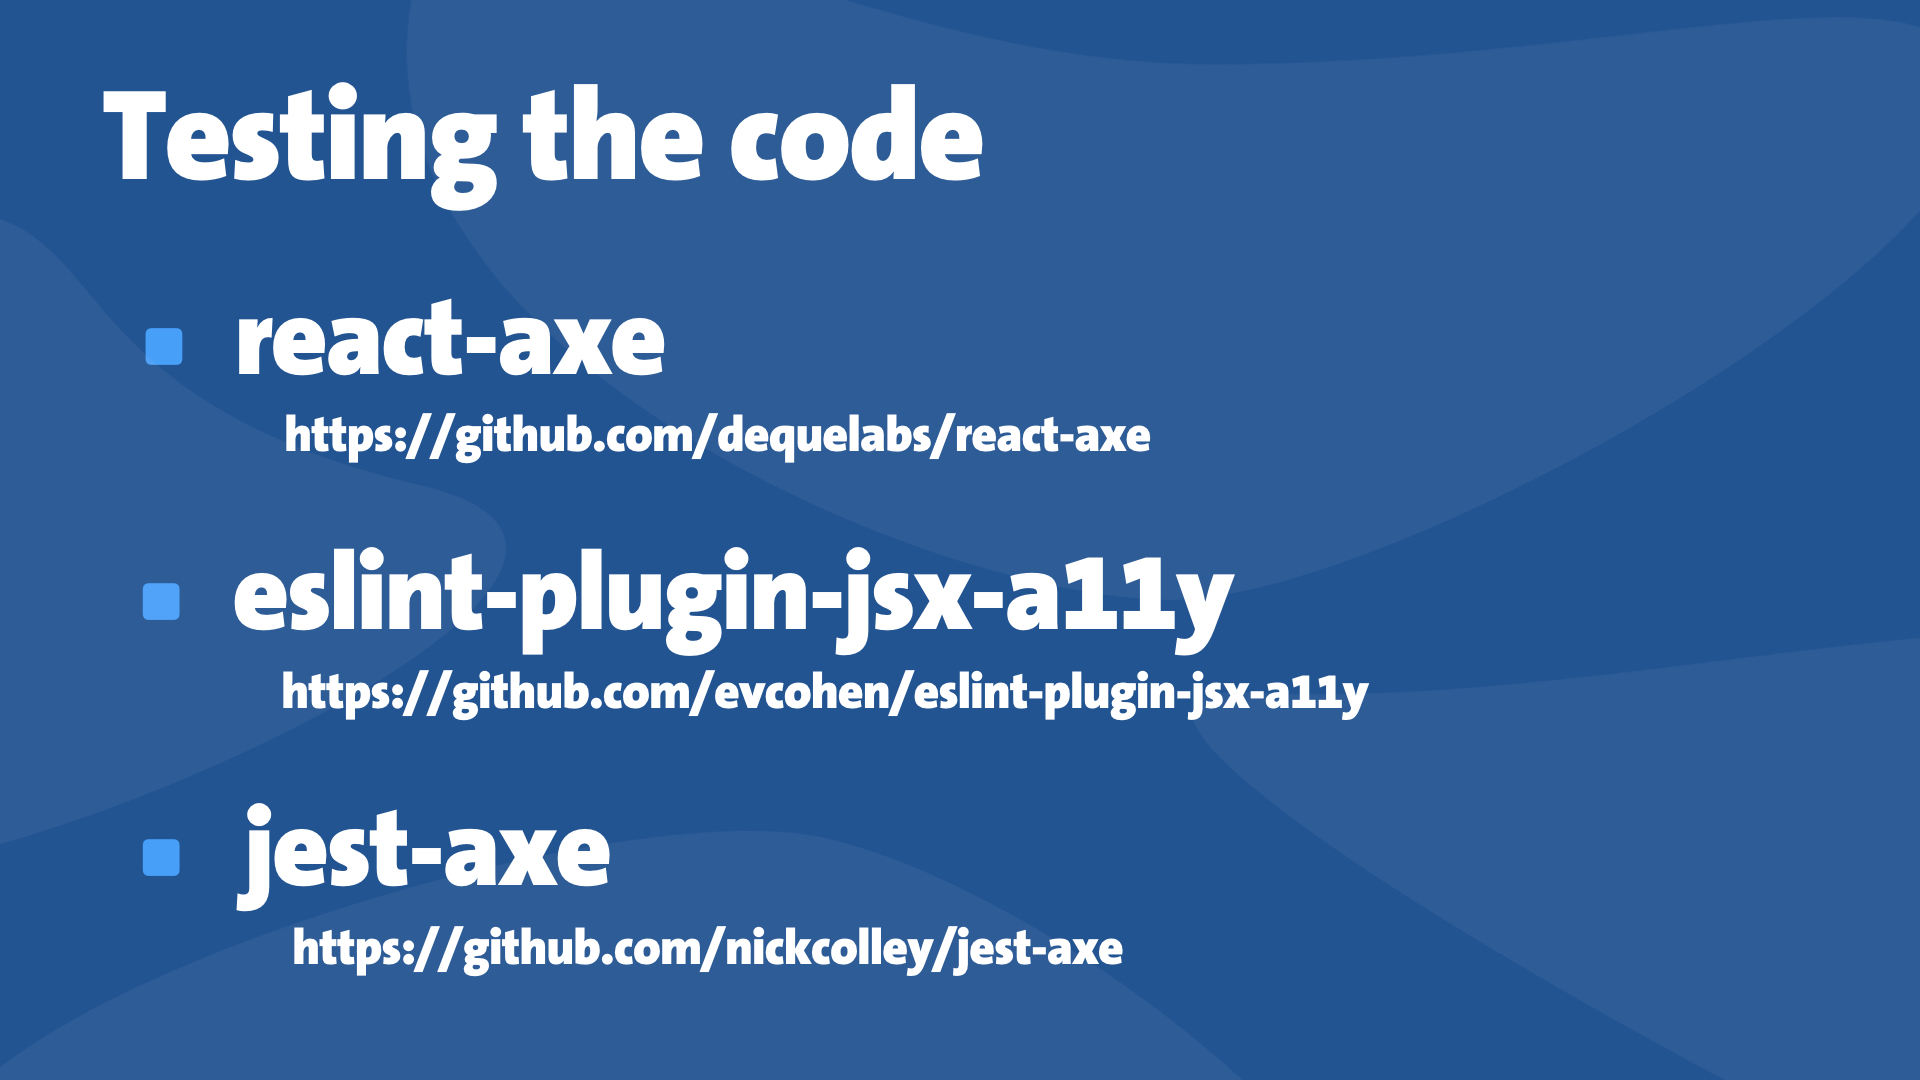 Testing the code
react-axe
https://github.com/dequelabs/react-axe
eslint-plugin-jsx-a11y
https://github.com/evcohen/eslint-plugin-jsx-a11y
jest-axe
https://github.com/nickcolley/jest-axe